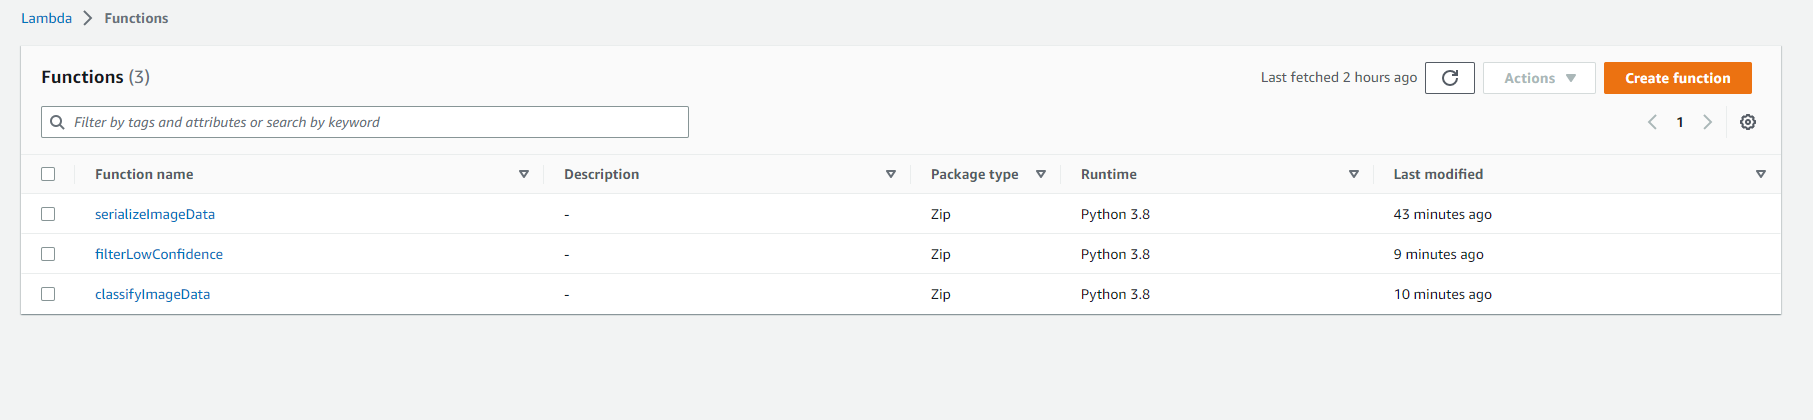 Lambda > Functions
Functions (3) Last fetched 2 hours ago Actions Create function
Filter by tags and attributes or search by keyword 1
Function name Description Package type Runtime Last modified
serializeImageData - Zip Python 3.8 43 minutes ago
filterLowConfidence - Zip Python 3.8 9 minutes ago
classifyImageData - Zip Python 3.8 10 minutes ago